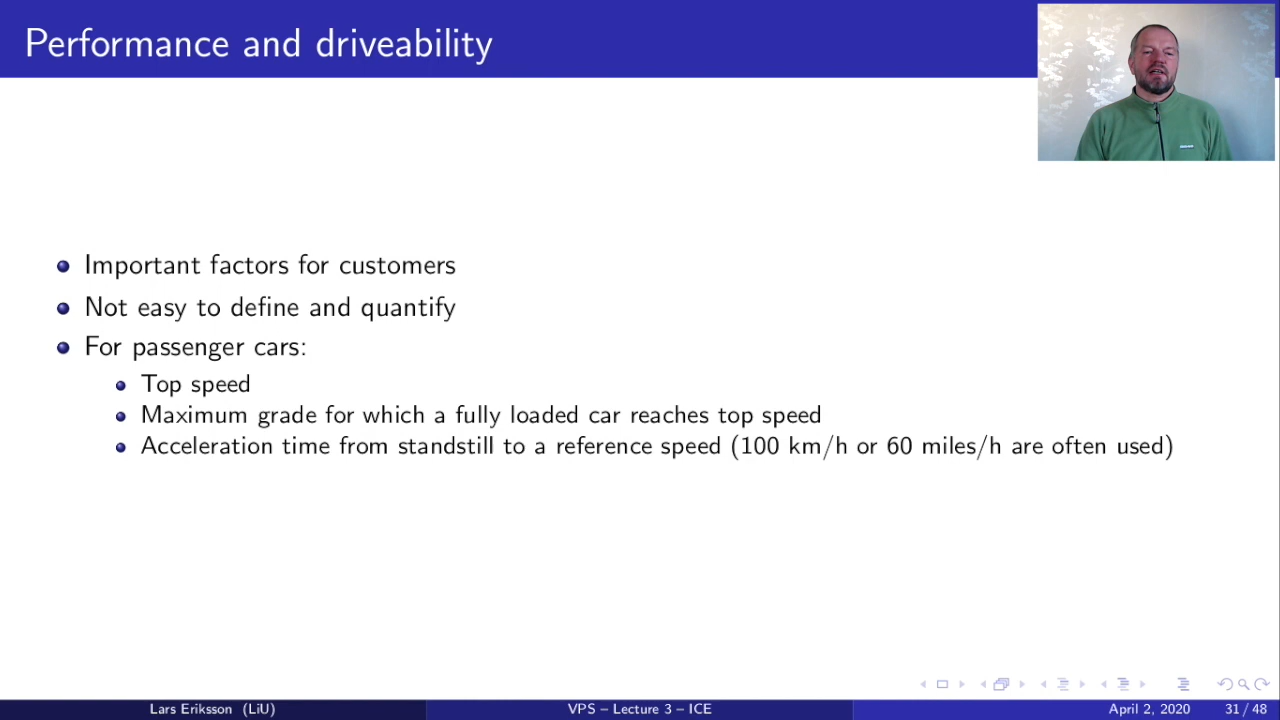 Performance and driveability
Important factors for customers
Not easy to define and quantify
For passenger cars:
Top speed
Maximum grade for which a fully loaded car reaches top speed
Acceleration time from standstill to a reference speed (100 km/h or 60 miles/h are often used)
Lars Eriksson (LiU)
VPS – Lecture 3 – ICE
April 2, 2020
31 / 48